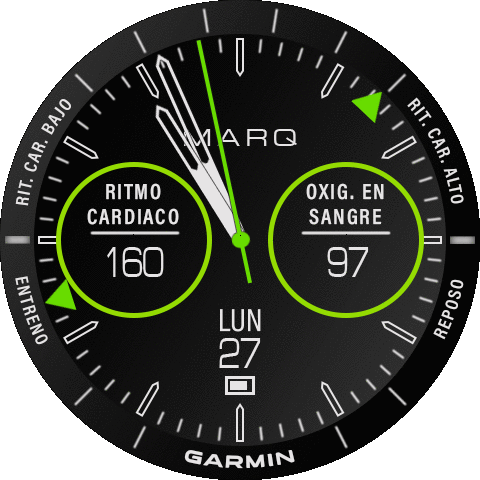 MARQ
RIT. CAR. BAJO
RIT. CAR. ALTO
RITMO
CARDIACO
160
OXIG. EN
SANGRE
97
ENTRENO
REPOSO
LUN
27
GARMIN